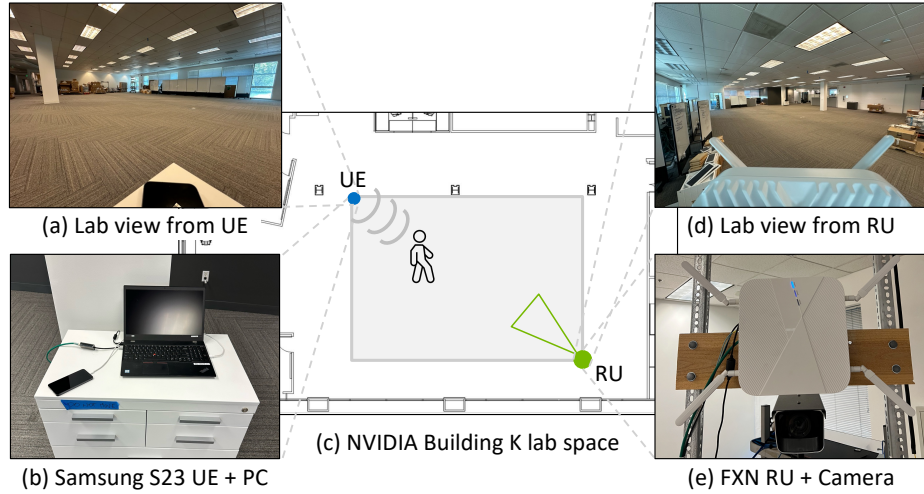 (a) Lab view from UE
(d) Lab view from RU
UE
RU
(b) Samsung S23 UE + PC
(c) NVIDIA Building K lab space
(e) FXN RU + Camera